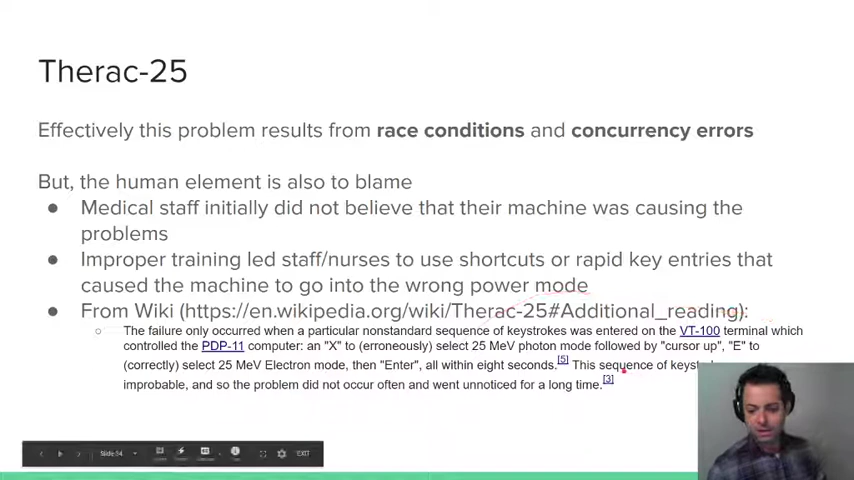 Therac-25
Effectively this problem results from race conditions and concurrency errors
But, the human element is also to blame
● Medical staff initially did not believe that their machine was causing the
problems
● Improper training led staff/nurses to use shortcuts or rapid key entries that
caused the machine to go into the wrong power mode
● From Wiki (https://en.wikipedia.org/wiki/Therac-25#Additional_reading):
○ The failure only occurred when a particular nonstandard sequence of keystrokes was entered on the VT-100 terminal which
controlled the PDP-11 computer: an "X" to (erroneously) select 25 MeV photon mode followed by "cursor up", "E" to
(correctly) select 25 MeV Electron mode, then "Enter", all within eight seconds.[5] This sequence of
improbable, and so the problem did not occur often and went unnoticed for a long time.[3]
Slide 54
EXIT